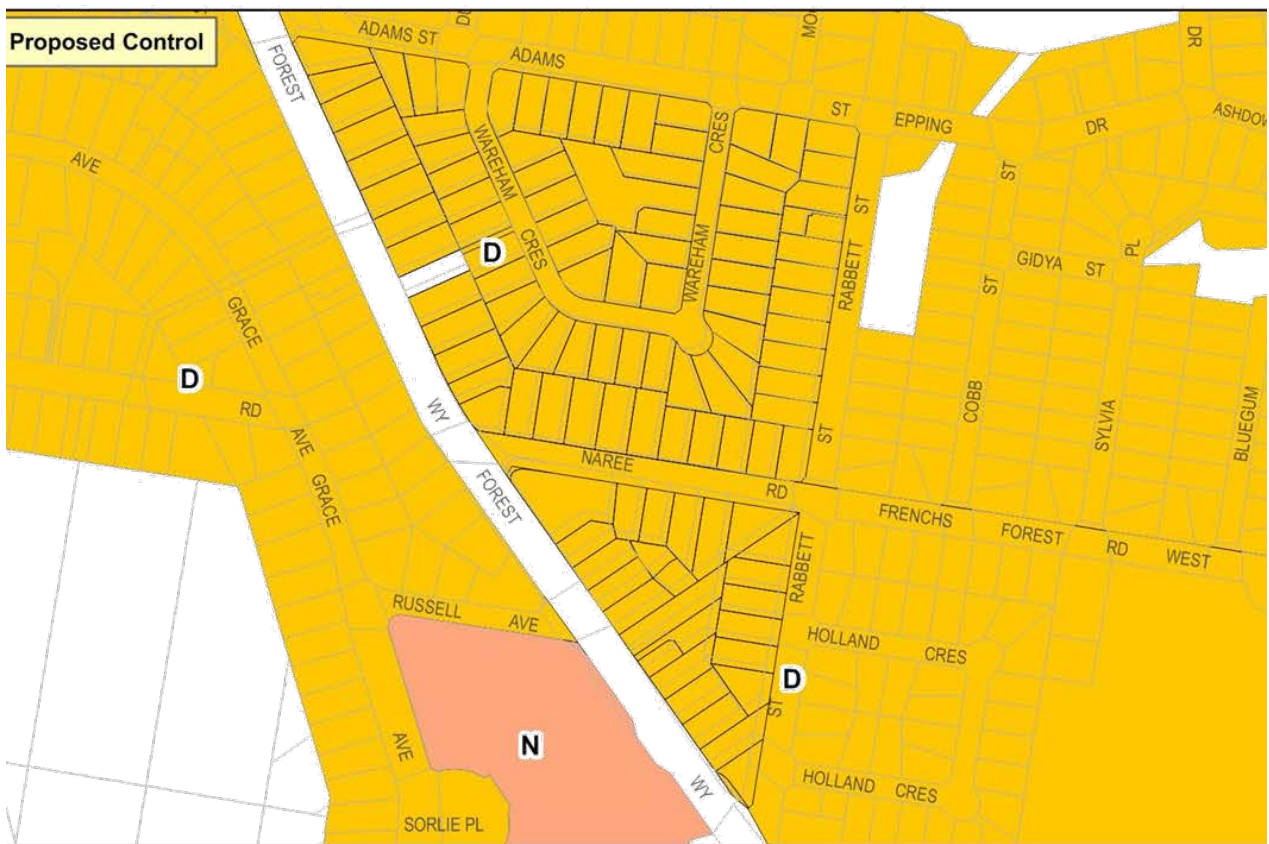 Proposed Control
FOREST
ADAMS ST
ADAMS
ST
EPPING
DR
DR
ASHDOW
AVE
WAREHAM
CRES
WAREHAM
CRES
ST
RABBETT
ST
D
GIDYA ST
PL
ST
COBB
SYLVIA
BLUEGUM
GRACE
AVE
D
RD
GRACE
WY
FOREST
NAREE
RD
FRENCHS
FOREST
RD
WEST
RUSSELL
AVE
RABBETT
ST
HOLLAND
CRES
D
N
AVE
WY
HOLLAND CRES
SORLIE PL